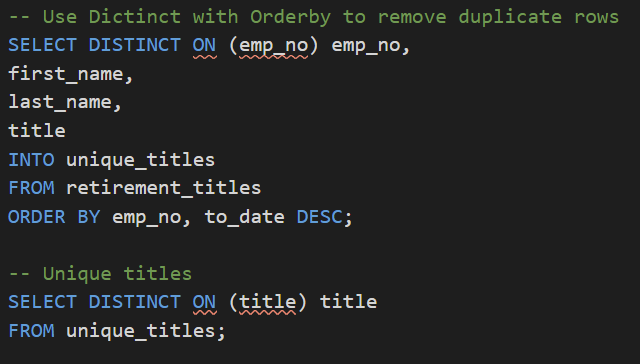 -- Use Dictinct with Orderby to remove duplicate rows
SELECT DISTINCT ON (emp_no) emp_no,
first_name,
last_name,
title
INTO unique_titles
FROM retirement_titles
ORDER BY emp_no, to_date DESC;
-- Unique titles
SELECT DISTINCT ON (title) title
FROM unique_titles;